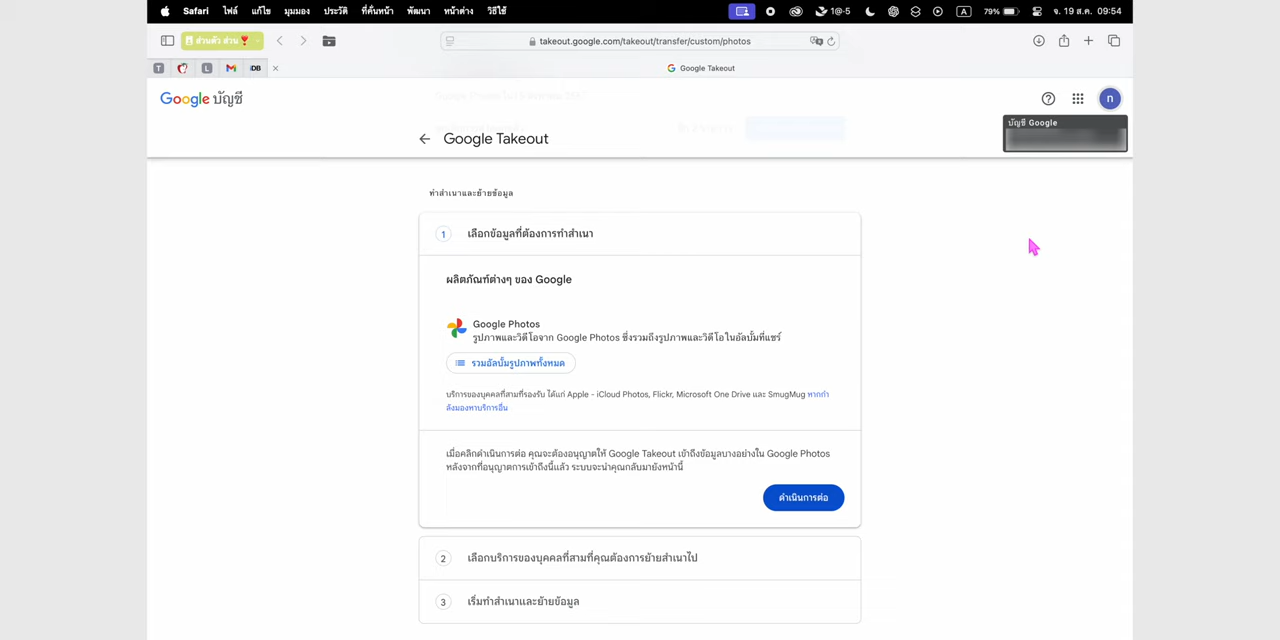 Safari ไฟล์ แก้ไข มุมมอง ประวัติ ที่คั่นหน้า พัฒนา หน้าต่าง วิธีใช้ 1@-5 A 79% จ. 19 ส.ค. 09:54
ส่วนตัว ส่วน takeout.google.com/takeout/transfer/custom/photos
T L iDB Google Takeout
Google บัญชี
ก
บัญชี Google
Google Takeout
ทำสำเนาและย้ายข้อมูล
1 เลือกข้อมูลที่ต้องการทำสำเนา
ผลิตภัณฑ์ต่างๆ ของ Google
Google Photos
รูปภาพและวิดีโอจาก Google Photos ซึ่งรวมถึงรูปภาพและวิดีโอในอัลบั้มที่แชร์
รวมอัลบั้มรูปภาพทั้งหมด
บริการของบุคคลที่สามที่รองรับ ได้แก่ Apple - iCloud Photos, Flickr, Microsoft One Drive และ SmugMug หากกำ
ลังมองหาบริการอื่น
เมื่อคลิกดำเนินการต่อ คุณจะต้องอนุญาตให้ Google Takeout เข้าถึงข้อมูลบางอย่างใน Google Photos
หลังจากที่อนุญาตการเข้าถึงนี้แล้ว ระบบจะนำคุณกลับมายังหน้านี้
ดำเนินการต่อ
2 เลือกบริการของบุคคลที่สามที่คุณต้องการย้ายสำเนาไป
3 เริ่มทำสำเนาและย้ายข้อมูล